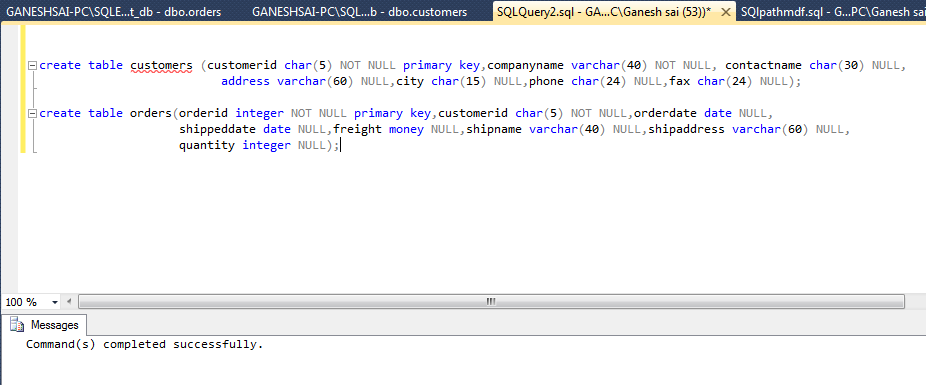 GANESHSAI-PC\SQLE...t_db - dbo.orders GANESHSAI-PC\SQL...b - dbo.customers SQLQuery2.sql - GA...C\Ganesh sai (53))* SQlpathmdf.sql - G...PC\Ganesh sai
create table customers (customerid char(5) NOT NULL primary key,companyname varchar(40) NOT NULL, contactname char(30) NULL,
address varchar(60) NULL,city char(15) NULL,phone char(24) NULL,fax char(24) NULL);
create table orders(orderid integer NOT NULL primary key,customerid char(5) NOT NULL,orderdate date NULL,
shippeddate date NULL,freight money NULL,shipname varchar(40) NULL,shipaddress varchar(60) NULL,
quantity integer NULL);
100 %
Messages
Command(s) completed successfully.